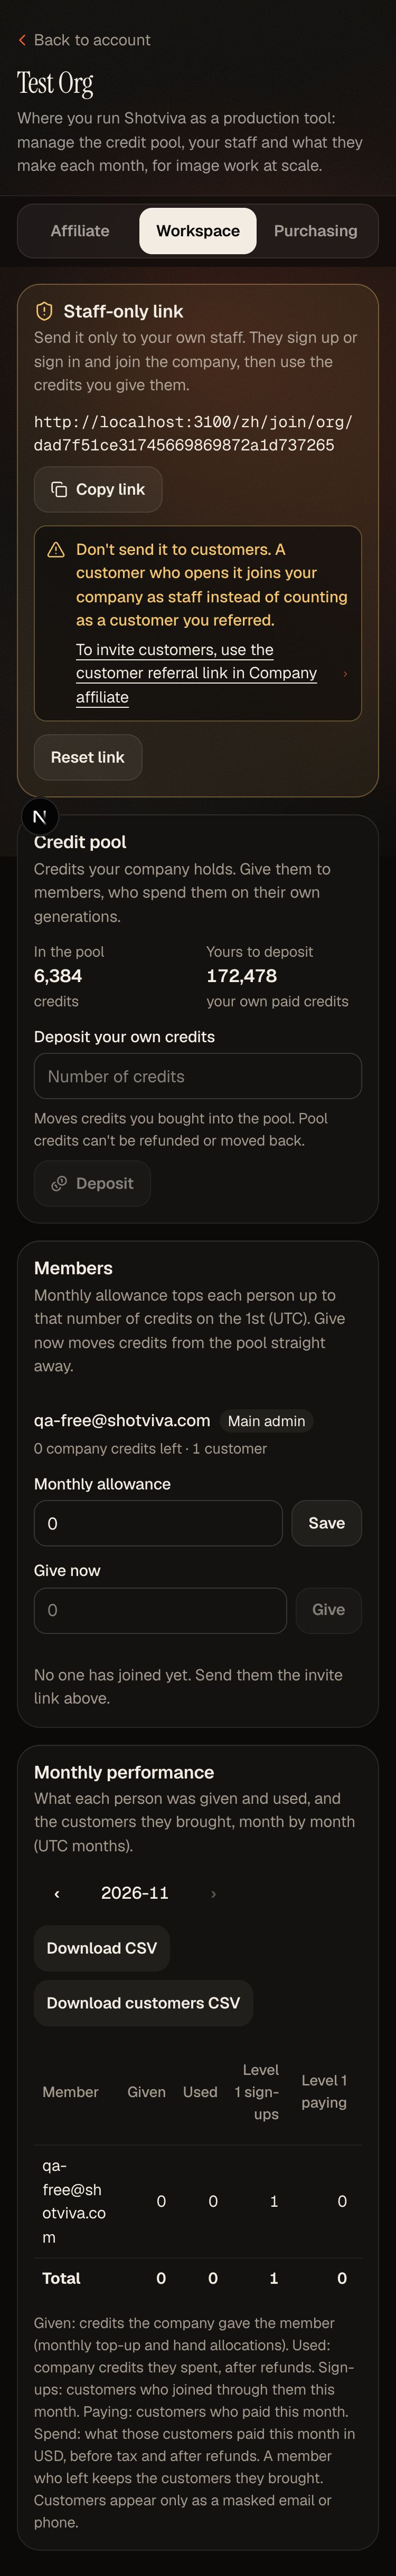 Back to account
Test Org
Where you run Shotviva as a production tool:
manage the credit pool, your staff and what they
make each month, for image work at scale.
Affiliate
Workspace
Purchasing
Staff-only link
Send it only to your own staff. They sign up or
sign in and join the company, then use the
credits you give them.
http://localhost:3100/zh/join/org/
dad7f51ce31745669869872a1d737265
Copy link
Don't send it to customers. A
customer who opens it joins your
company as staff instead of counting
as a customer you referred.
To invite customers, use the
customer referral link in Company
affiliate
Reset link
N
Credit pool
Credits your company holds. Give them to
members, who spend them on their own
generations.
In the pool
Yours to deposit
6,384
172,478
credits
your own paid credits
Deposit your own credits
Number of credits
Moves credits you bought into the pool. Pool
credits can't be refunded or moved back.
Deposit
Members
Monthly allowance tops each person up to
that number of credits on the 1st (UTC). Give
now moves credits from the pool straight
away.
qa-free@shotviva.com Main admin
0 company credits left · 1 customer
Monthly allowance
0
Save
Give now
0
Give
No one has joined yet. Send them the invite
link above.
Monthly performance
What each person was given and used, and
the customers they brought, month by month
(UTC months).
‹ 2026-11 ›
Download CSV
Download customers CSV
Member Given Used Level 1 sign-ups Level 1 paying
qa-free@shotviva.com 0 0 1 0
Total 0 0 1 0
Given: credits the company gave the member
(monthly top-up and hand allocations). Used:
company credits they spent, after refunds. Sign-
ups: customers who joined through them this
month. Paying: customers who paid this month.
Spend: what those customers paid this month in
USD, before tax and after refunds. A member
who left keeps the customers they brought.
Customers appear only as a masked email or
phone.